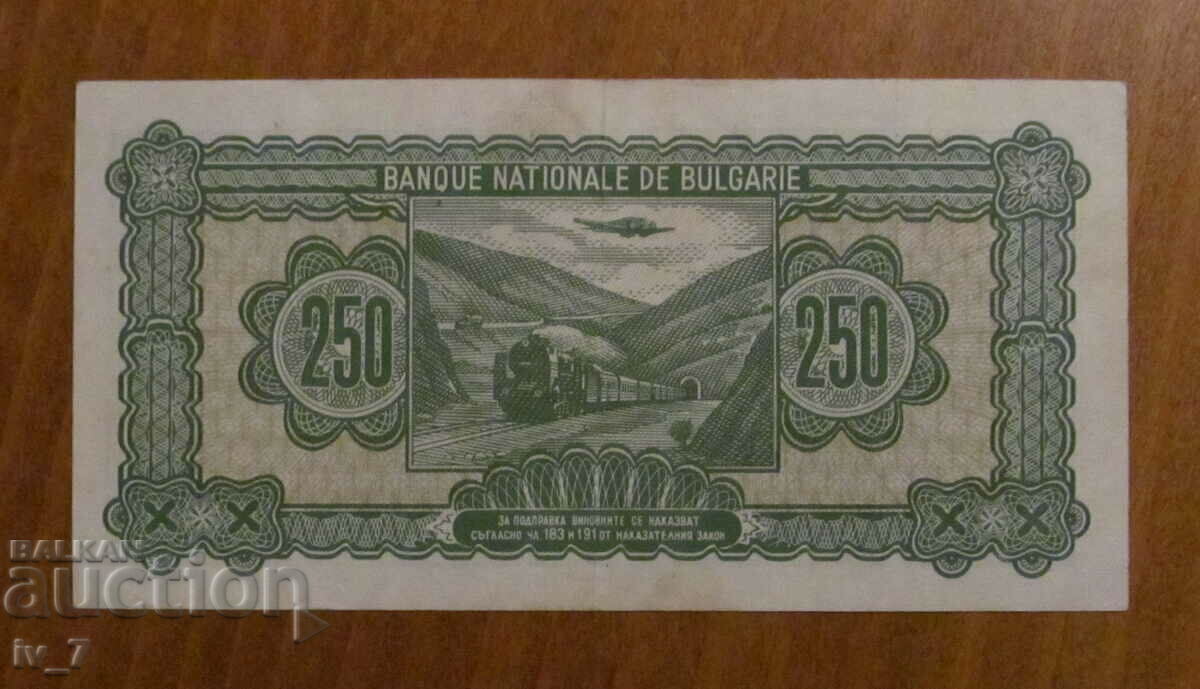 BANQUE NATIONALE DE BULGARIE
250 250
ЗА ПОДПРАВКА ВИНОВНИТЕ СЕ НАКАЗВАТ
СЪГЛАСНО ЧЛ. 183 И 191 ОТ НАКАЗАТЕЛНИЯ ЗАКОН
BALKAN
auction
iv_7